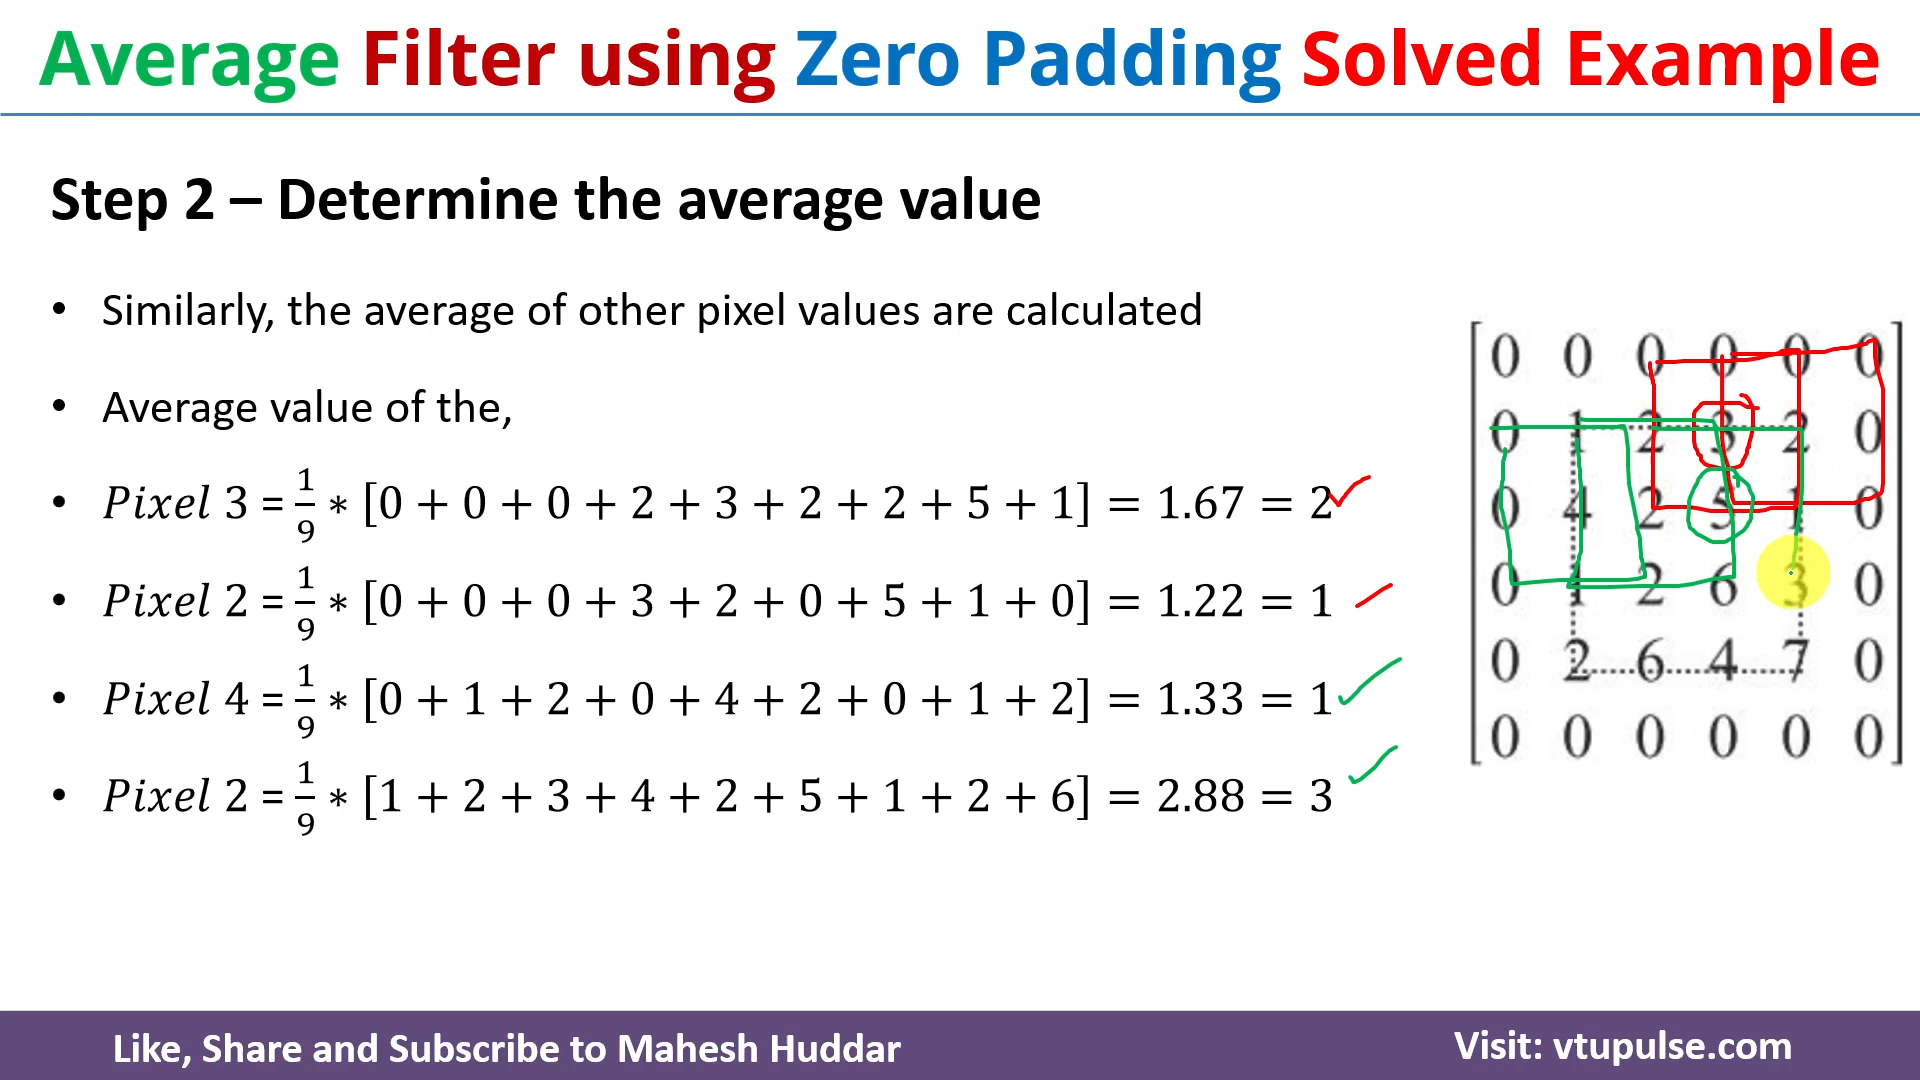 Average Filter using Zero Padding Solved Example
Step 2 – Determine the average value
• Similarly, the average of other pixel values are calculated
• Average value of the,
• Pixel 3 = 1/9 ∗ [0 + 0 + 0 + 2 + 3 + 2 + 2 + 5 + 1] = 1.67 = 2
• Pixel 2 = 1/9 ∗ [0 + 0 + 0 + 3 + 2 + 0 + 5 + 1 + 0] = 1.22 = 1
• Pixel 4 = 1/9 ∗ [0 + 1 + 2 + 0 + 4 + 2 + 0 + 1 + 2] = 1.33 = 1
• Pixel 2 = 1/9 ∗ [1 + 2 + 3 + 4 + 2 + 5 + 1 + 2 + 6] = 2.88 = 3
0 0 0 0 0 0
0 1 2 3 2 0
0 4 2 5 1 0
0 1 2 6 3 0
0 2 6 4 7 0
0 0 0 0 0 0
Like, Share and Subscribe to Mahesh Huddar
Visit: vtupulse.com